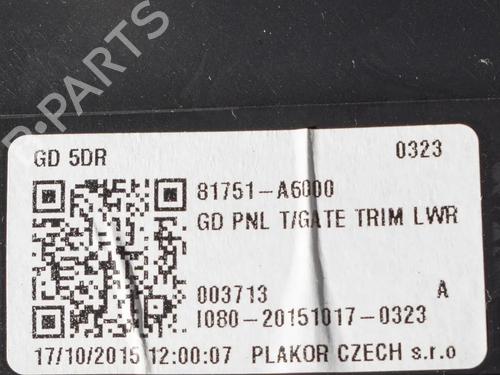 B-PARTS
GD 5DR 0323
81751-A6000
GD PNL T/GATE TRIM LWR
003713 A
I080-20151017-0323
17/10/2015 12:00:07 PLAKOR CZECH s.r.o